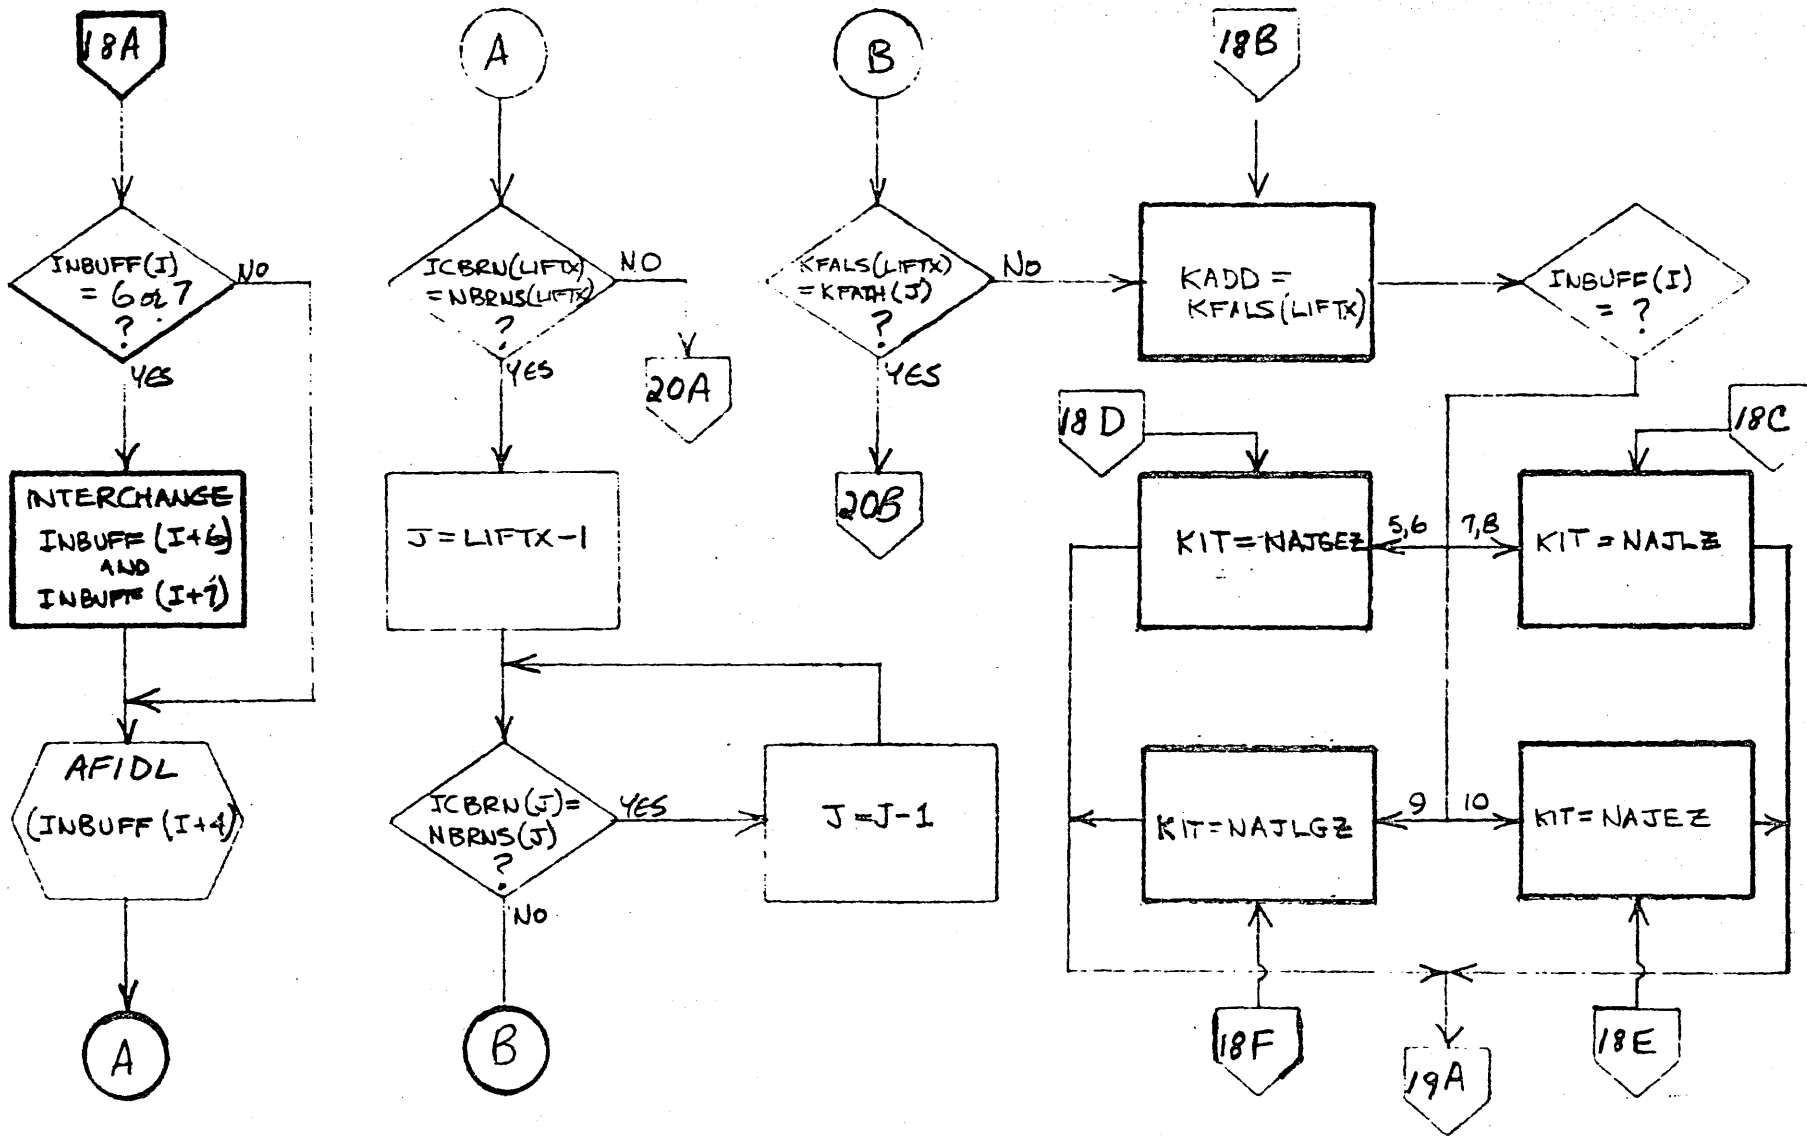 18A
INBUFF(I)
= 6 or 7
?
NO
YES
INTERCHANGE
INBUFF (I+6)
AND
INBUFF (I+7)
AFIDL
(INBUFF (I+4)
A
A
ICBRN(LIFTX)
=NBRNS(LIFTX)
?
NO
YES
20A
J=LIFTX-1
ICBRN(J)=
NBRNS(J)
?
YES
NO
J=J-1
B
B
KFALS(LIFTX)
=KPATH(J)
?
NO
YES
20B
18B
KADD=
KFALS(LIFTX)
INBUFF(I)
= ?
18D
18C
KIT=NAJGEZ
5,6
7,8
KIT=NAJLZ
KIT=NAJLGZ
9
10
KIT=NAJEZ
18F
19A
18E